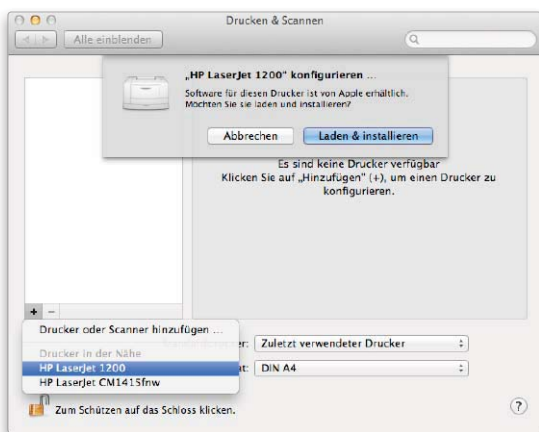 Drucken & Scannen
Alle einblenden
„HP LaserJet 1200“ konfigurieren ...
Software für diesen Drucker ist von Apple erhältlich.
Möchten Sie sie laden und installieren?
Abbrechen
Laden & installieren
Es sind keine Drucker verfügbar
Klicken Sie auf „Hinzufügen“ (+), um einen Drucker zu
konfigurieren.
+ −
Drucker oder Scanner hinzufügen ...
Drucker in der Nähe
HP LaserJet 1200
HP LaserJet CM1415fnw
Zuletzt verwendeter Drucker
DIN A4
Zum Schützen auf das Schloss klicken.
?